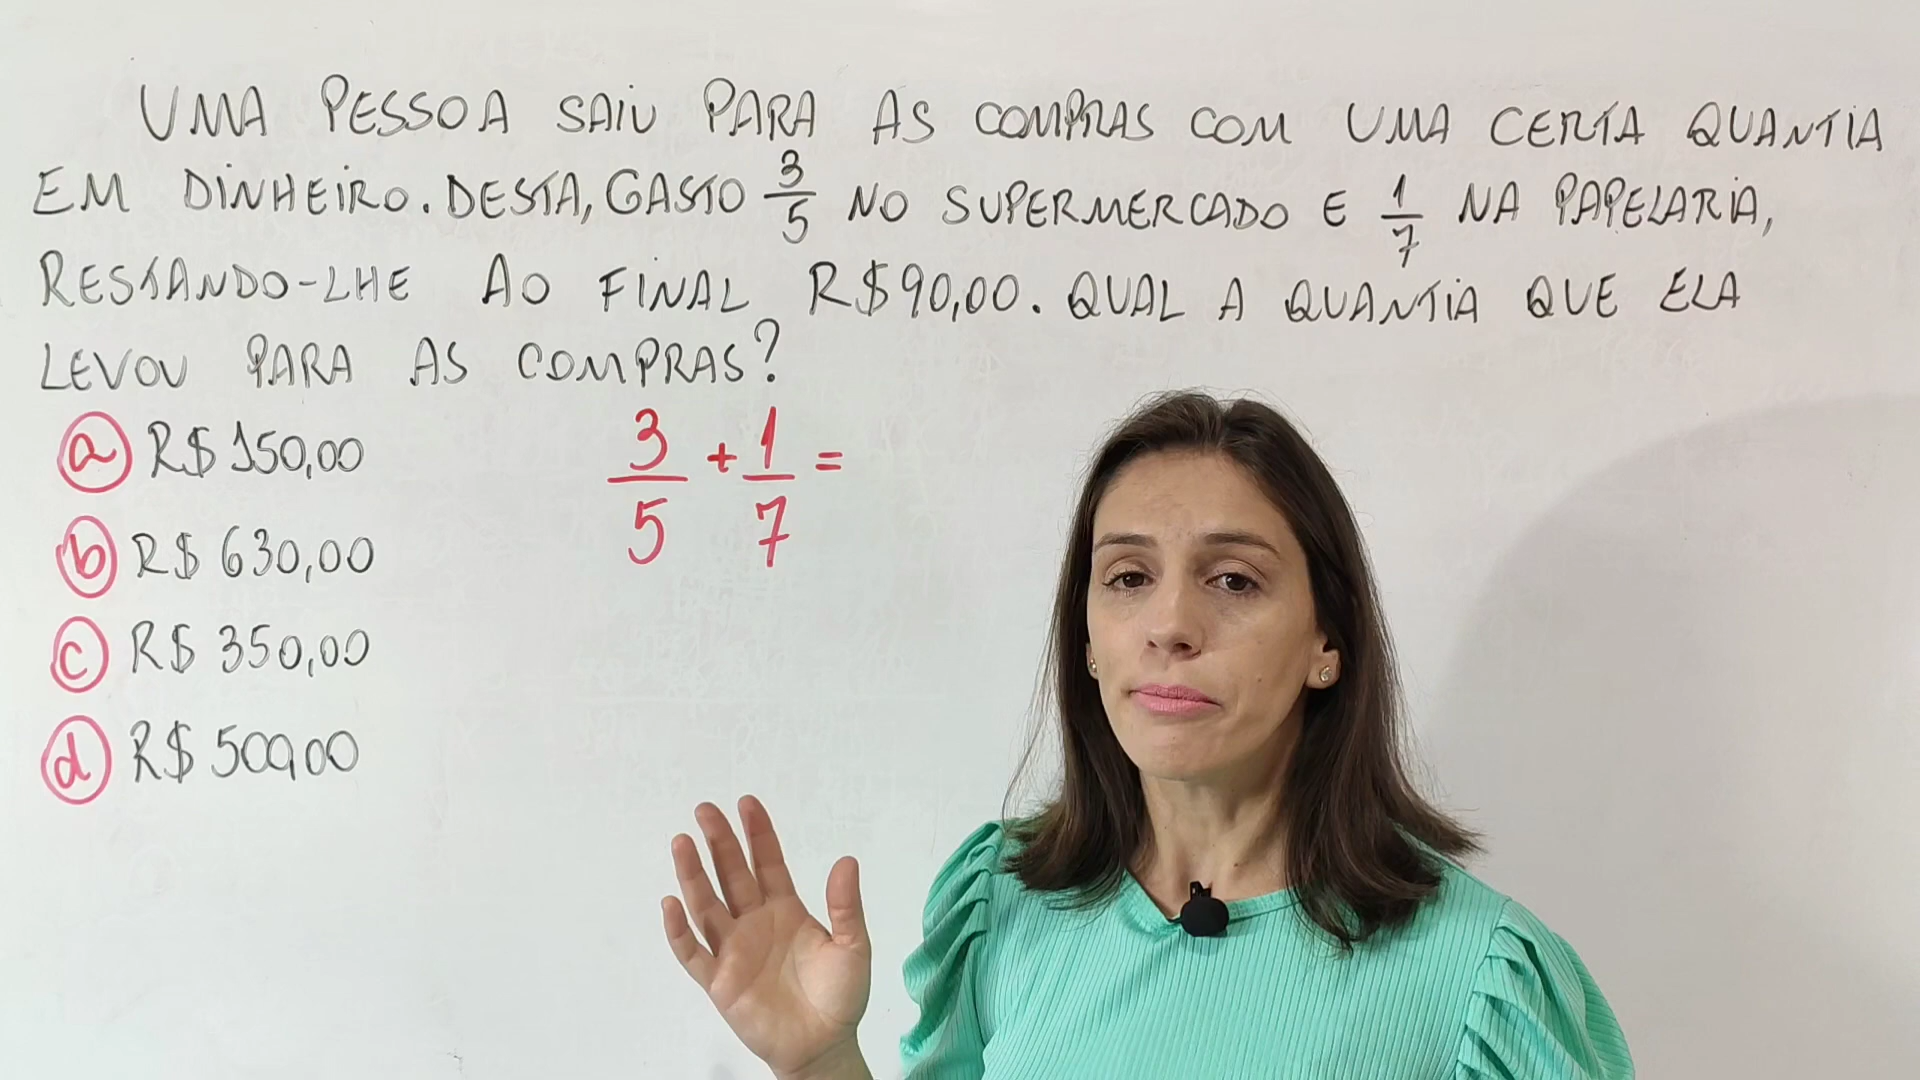 UMA PESSOA SAIU PARA AS COMPRAS COM UMA CERTA QUANTIA
EM DINHEIRO. DESTA, GASTO 3/5 NO SUPERMERCADO E 1/7 NA PAPELARIA,
RESTANDO-LHE AO FINAL R$90,00. QUAL A QUANTIA QUE ELA
LEVOU PARA AS COMPRAS?
a R$ 150,00
3/5 + 1/7 =
b R$ 630,00
c R$ 350,00
d R$ 500,00